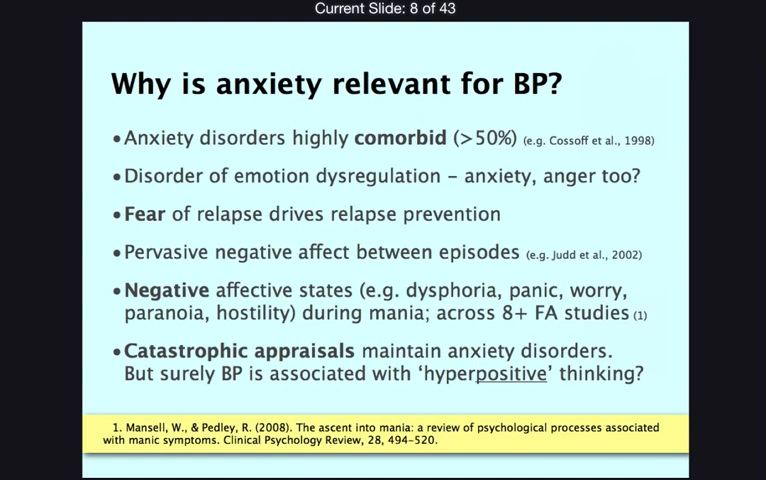 Current Slide: 8 of 43
Why is anxiety relevant for BP?
•Anxiety disorders highly comorbid (>50%) (e.g. Cossoff et al., 1998)
•Disorder of emotion dysregulation – anxiety, anger too?
•Fear of relapse drives relapse prevention
•Pervasive negative affect between episodes (e.g. Judd et al., 2002)
•Negative affective states (e.g. dysphoria, panic, worry,
paranoia, hostility) during mania; across 8+ FA studies (1)
•Catastrophic appraisals maintain anxiety disorders.
But surely BP is associated with ‘hyperpositive’ thinking?
1. Mansell, W., & Pedley, R. (2008). The ascent into mania: a review of psychological processes associated
with manic symptoms. Clinical Psychology Review, 28, 494–520.